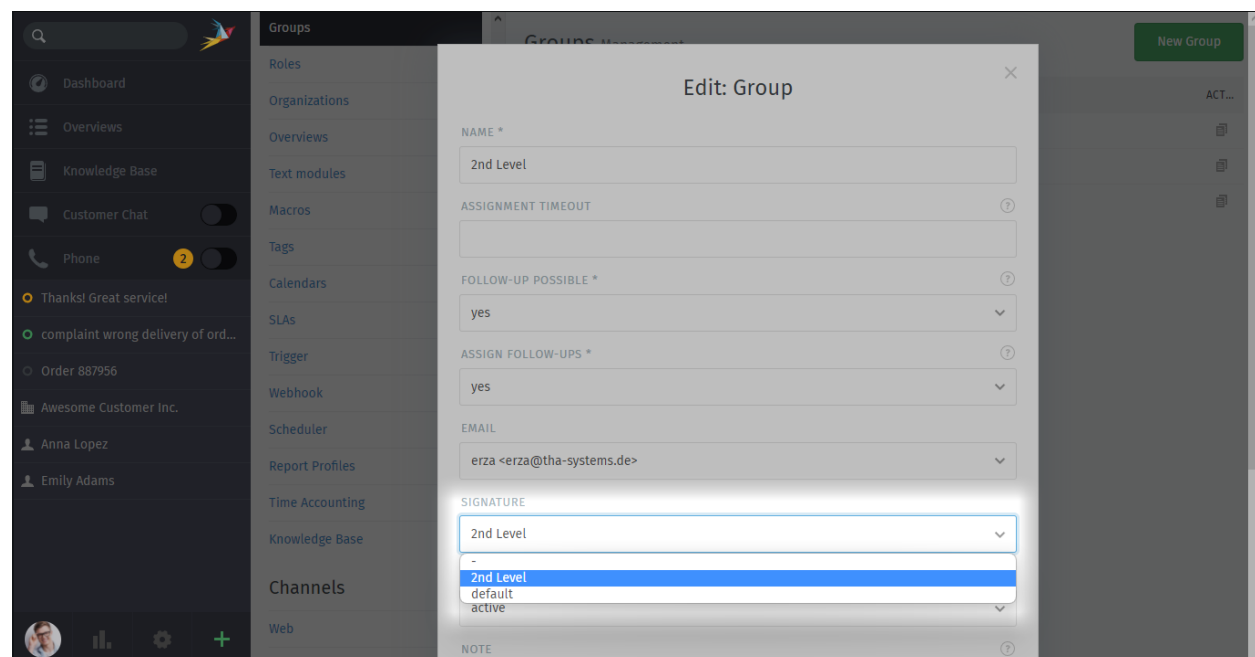 Dashboard
Overviews
Knowledge Base
Customer Chat
Phone 2
Thanks! Great service!
complaint wrong delivery of ord...
Order 887956
Awesome Customer Inc.
Anna Lopez
Emily Adams
Groups
Roles
Organizations
Overviews
Text modules
Macros
Tags
Calendars
SLAs
Trigger
Webhook
Scheduler
Report Profiles
Time Accounting
Knowledge Base
Channels
Web
Groups Management
New Group
ACT...
Edit: Group
×
NAME *
2nd Level
ASSIGNMENT TIMEOUT ?
FOLLOW-UP POSSIBLE * ?
yes
ASSIGN FOLLOW-UPS * ?
yes
EMAIL
erza <erza@tha-systems.de>
SIGNATURE
2nd Level
-
2nd Level
default
active
NOTE ?